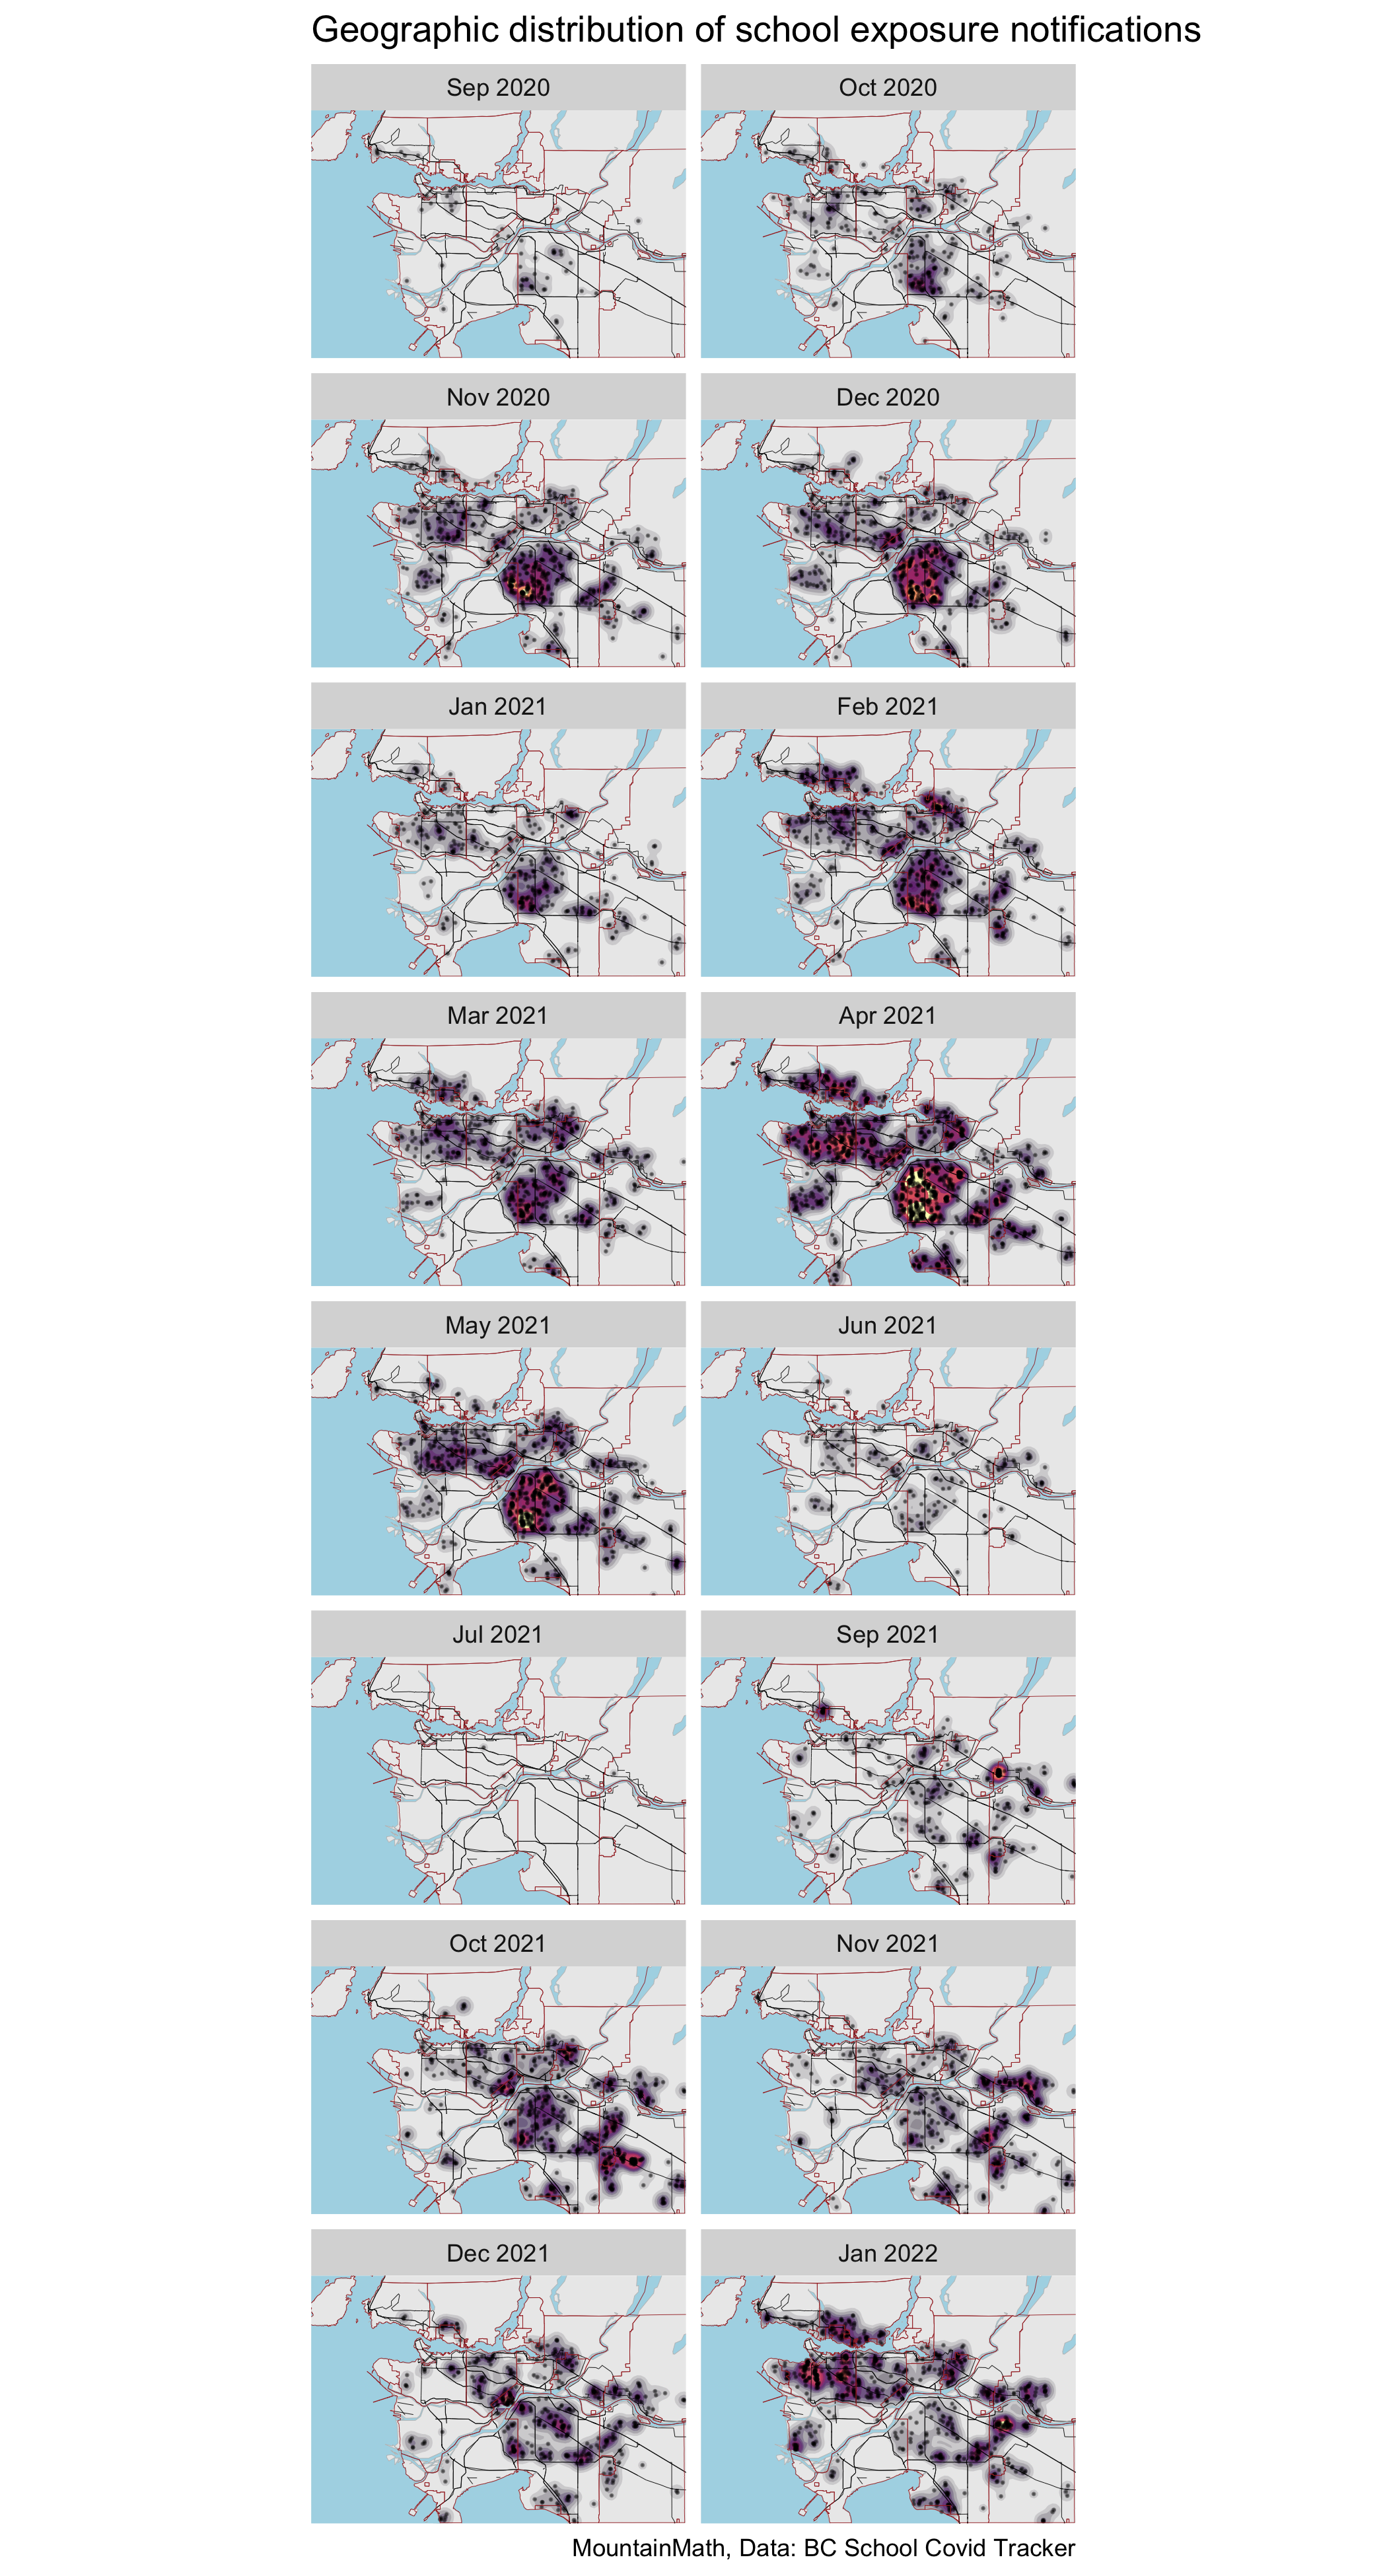 Geographic distribution of school exposure notifications
Sep 2020
Oct 2020
Nov 2020
Dec 2020
Jan 2021
Feb 2021
Mar 2021
Apr 2021
May 2021
Jun 2021
Jul 2021
Sep 2021
Oct 2021
Nov 2021
Dec 2021
Jan 2022
MountainMath, Data: BC School Covid Tracker